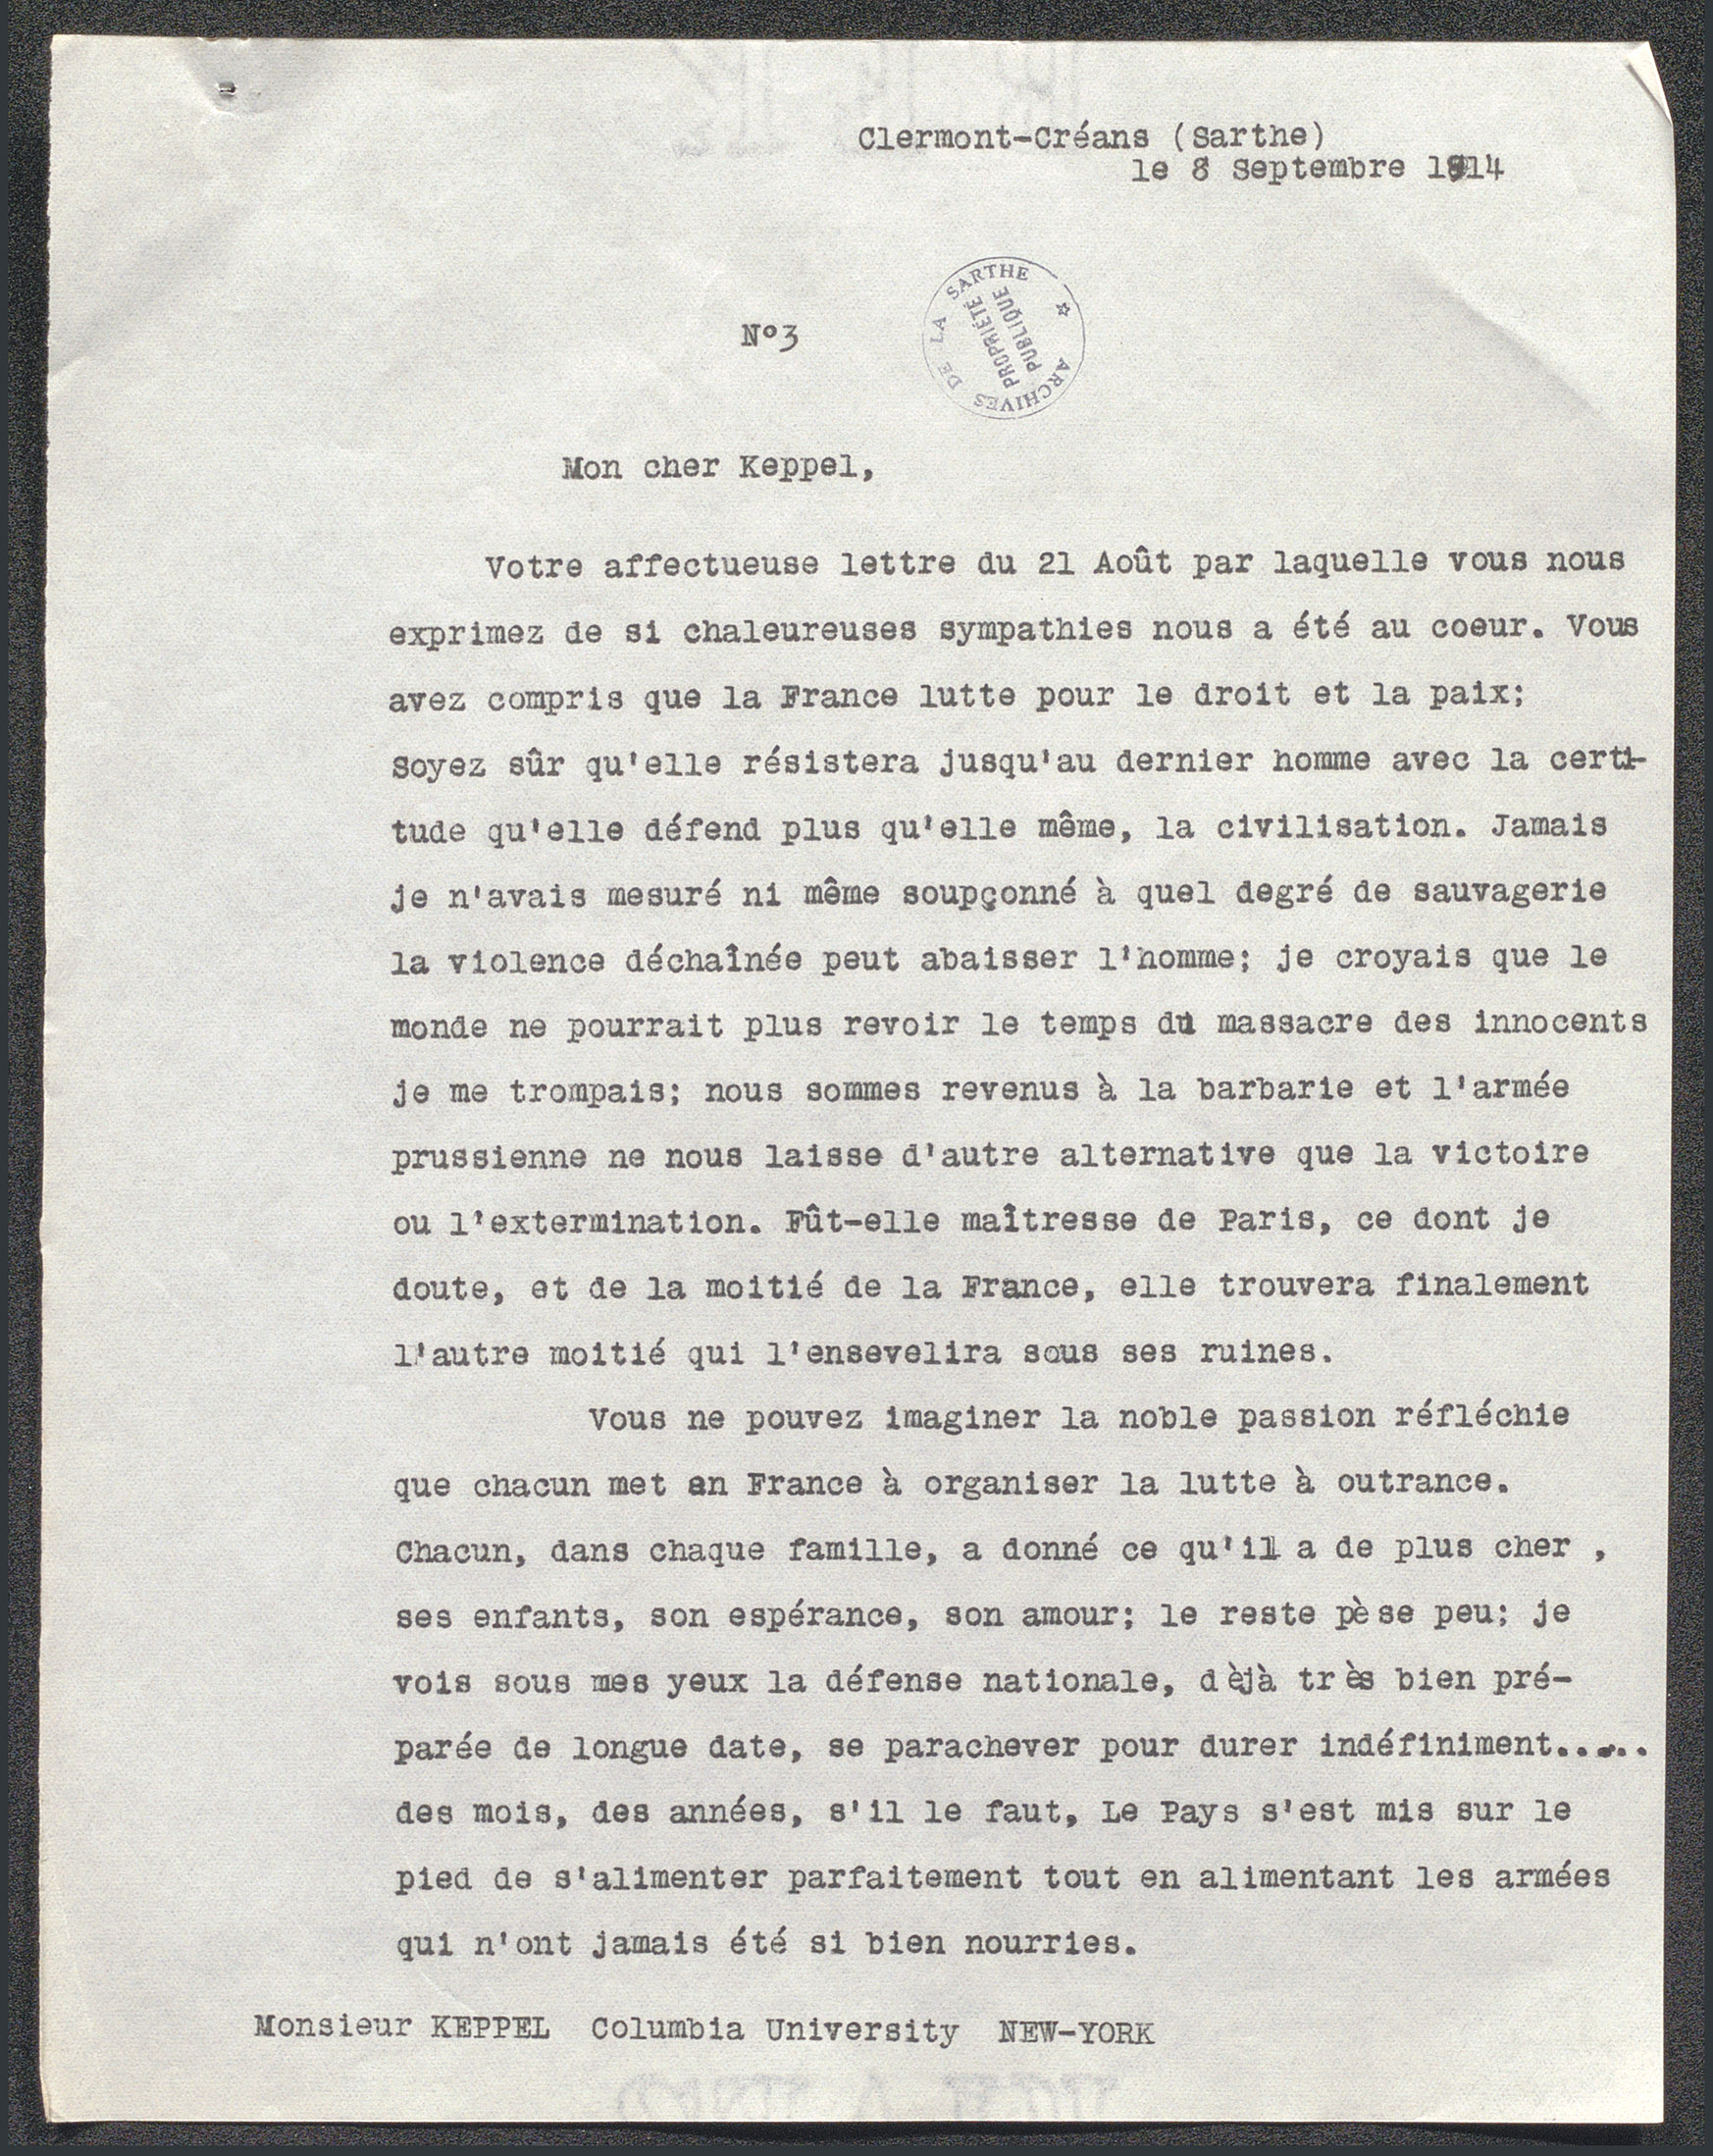 Clermont-Créans (Sarthe)
le 8 Septembre 1914
N°3
ARCHIVES DE LA SARTHE
PROPRIÉTÉ
PUBLIQUE
Mon cher Keppel,
Votre affectueuse lettre du 21 Août par laquelle vous nous
exprimez de si chaleureuses sympathies nous a été au coeur. Vous
avez compris que la France lutte pour le droit et la paix;
Soyez sûr qu'elle résistera jusqu'au dernier homme avec la certi-
tude qu'elle défend plus qu'elle même, la civilisation. Jamais
je n'avais mesuré ni même soupçonné à quel degré de sauvagerie
la violence déchaînée peut abaisser l'homme; je croyais que le
monde ne pourrait plus revoir le temps du massacre des innocents
je me trompais; nous sommes revenus à la barbarie et l'armée
prussienne ne nous laisse d'autre alternative que la victoire
ou l'extermination. Fût-elle maîtresse de Paris, ce dont je
doute, et de la moitié de la France, elle trouvera finalement
l'autre moitié qui l'ensevelira sous ses ruines.
Vous ne pouvez imaginer la noble passion réfléchie
que chacun met en France à organiser la lutte à outrance.
Chacun, dans chaque famille, a donné ce qu'il a de plus cher ,
ses enfants, son espérance, son amour; le reste pèse peu; je
vois sous mes yeux la défense nationale, dèjà très bien pré-
parée de longue date, se parachever pour durer indéfiniment.....
des mois, des années, s'il le faut, Le Pays s'est mis sur le
pied de s'alimenter parfaitement tout en alimentant les armées
qui n'ont jamais été si bien nourries.
Monsieur KEPPEL Columbia University NEW-YORK